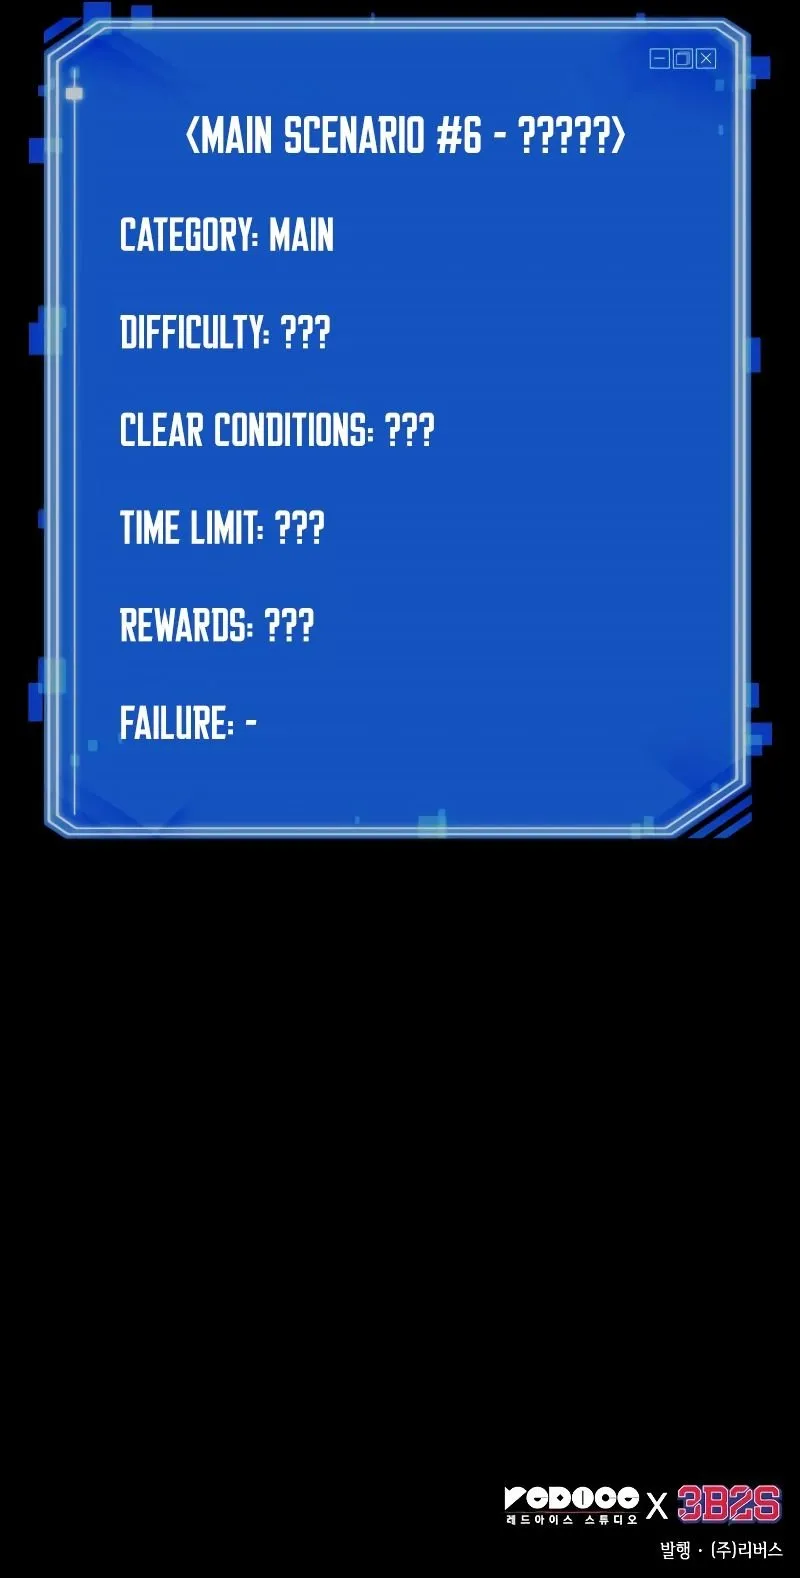 <MAIN SCENARIO #6 - ?????>
CATEGORY: MAIN
DIFFICULTY: ???
CLEAR CONDITIONS: ???
TIME LIMIT: ???
REWARDS: ???
FAILURE: -
REDICE X 3B2S
레드아이스 스튜디오
발행 · (주)리버스